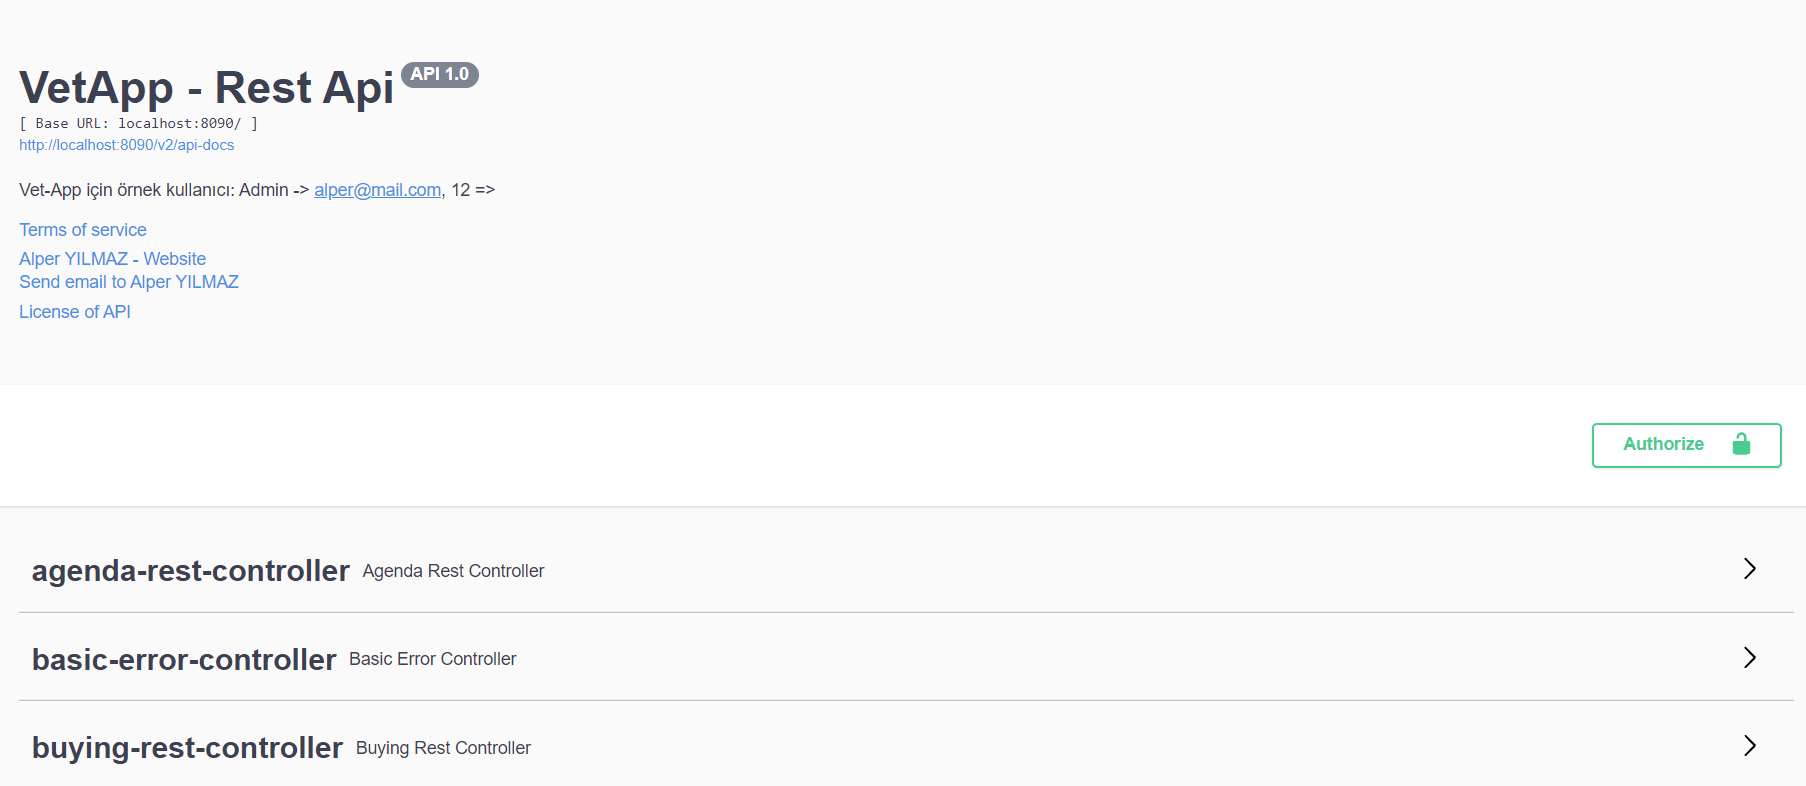 VetApp - Rest Api API 1.0
[ Base URL: localhost:8090/ ]
http://localhost:8090/v2/api-docs
Vet-App için örnek kullanıcı: Admin -> alper@mail.com, 12 =>
Terms of service
Alper YILMAZ - Website
Send email to Alper YILMAZ
License of API
Authorize
agenda-rest-controller Agenda Rest Controller
basic-error-controller Basic Error Controller
buying-rest-controller Buying Rest Controller